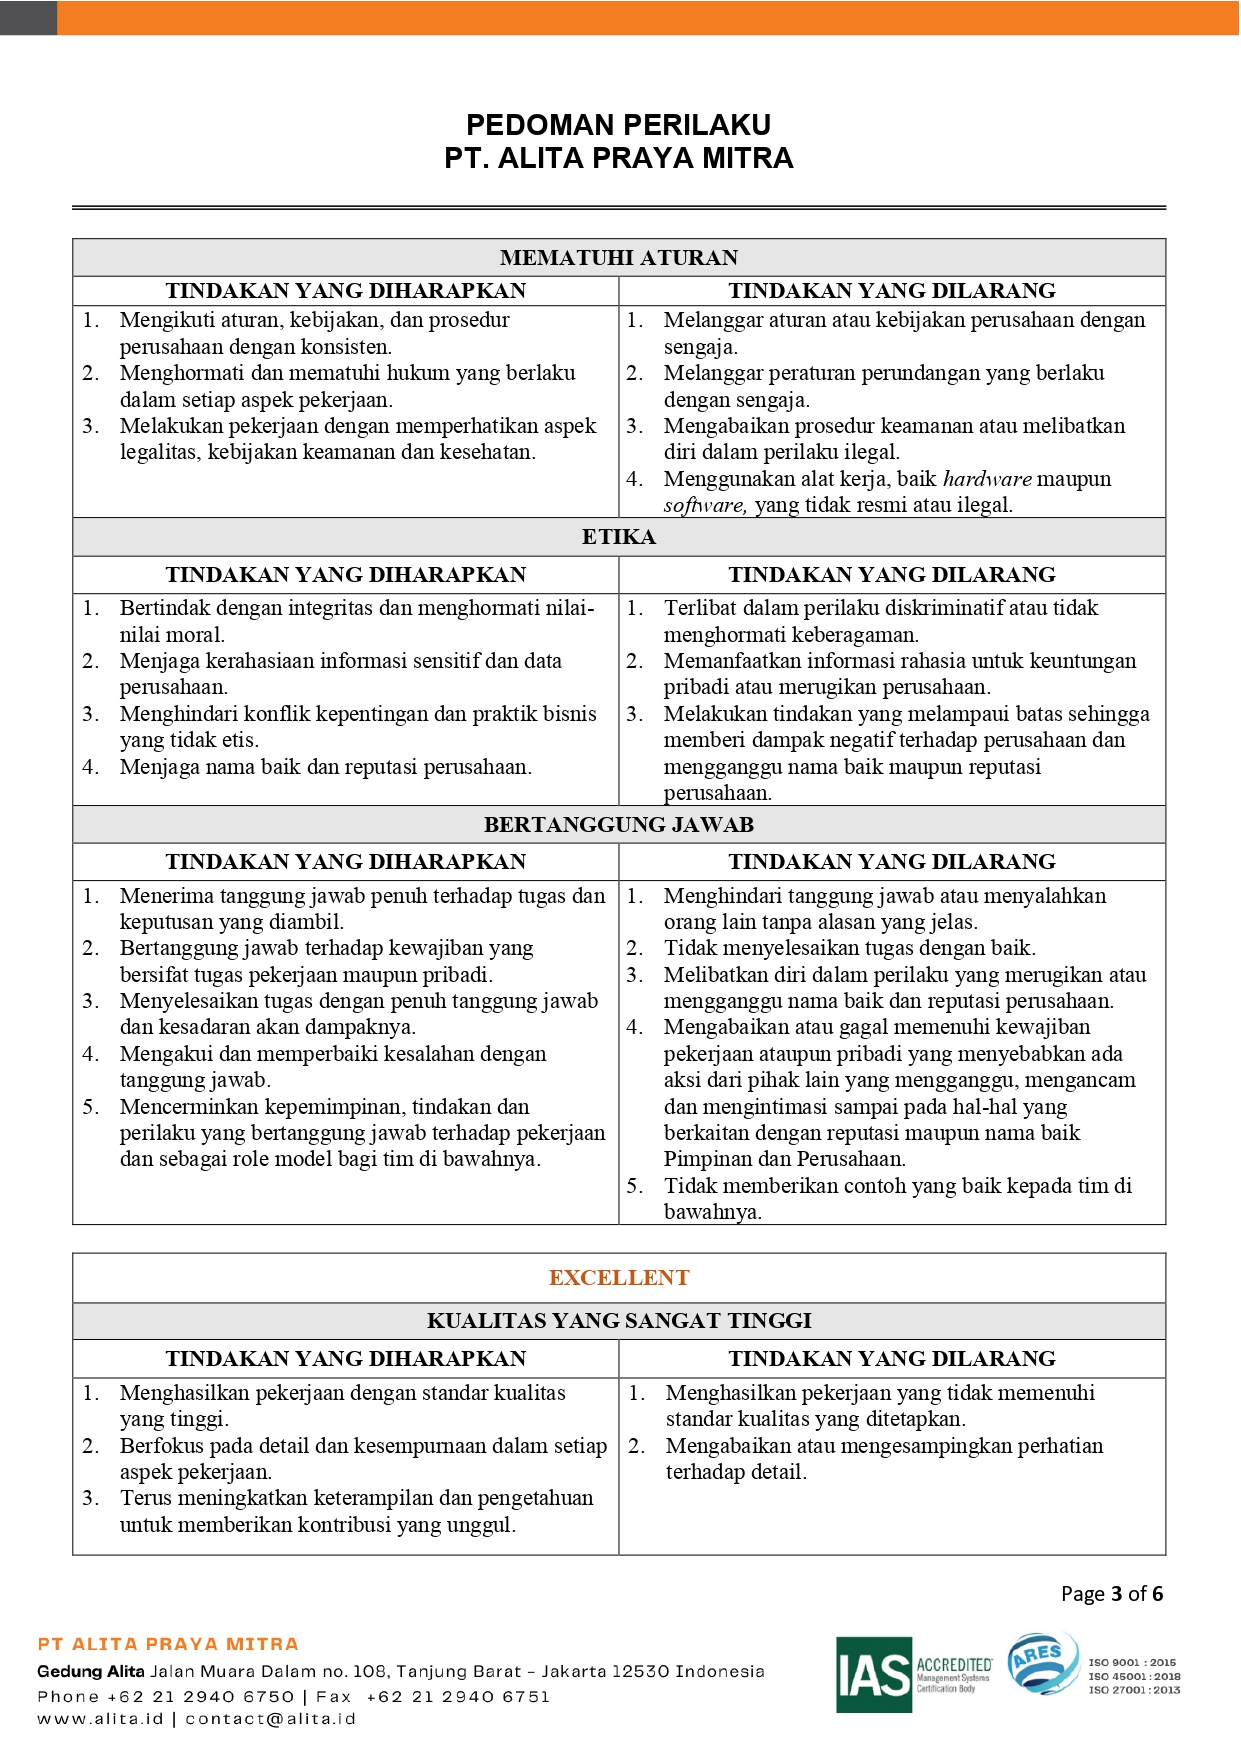 PEDOMAN PERILAKU
PT. ALITA PRAYA MITRA
MEMATUHI ATURAN
TINDAKAN YANG DIHARAPKAN
1. Mengikuti aturan, kebijakan, dan prosedur
perusahaan dengan konsisten.
2. Menghormati dan mematuhi hukum yang berlaku
dalam setiap aspek pekerjaan.
3. Melakukan pekerjaan dengan memperhatikan aspek
legalitas, kebijakan keamanan dan kesehatan.
TINDAKAN YANG DILARANG
1. Melanggar aturan atau kebijakan perusahaan dengan
sengaja.
2. Melanggar peraturan perundangan yang berlaku
dengan sengaja.
3. Mengabaikan prosedur keamanan atau melibatkan
diri dalam perilaku ilegal.
4. Menggunakan alat kerja, baik hardware maupun
software, yang tidak resmi atau ilegal.
ETIKA
TINDAKAN YANG DIHARAPKAN
1. Bertindak dengan integritas dan menghormati nilai-
nilai moral.
2. Menjaga kerahasiaan informasi sensitif dan data
perusahaan.
3. Menghindari konflik kepentingan dan praktik bisnis
yang tidak etis.
4. Menjaga nama baik dan reputasi perusahaan.
TINDAKAN YANG DILARANG
1. Terlibat dalam perilaku diskriminatif atau tidak
menghormati keberagaman.
2. Memanfaatkan informasi rahasia untuk keuntungan
pribadi atau merugikan perusahaan.
3. Melakukan tindakan yang melampaui batas sehingga
memberi dampak negatif terhadap perusahaan dan
mengganggu nama baik maupun reputasi
perusahaan.
BERTANGGUNG JAWAB
TINDAKAN YANG DIHARAPKAN
1. Menerima tanggung jawab penuh terhadap tugas dan
keputusan yang diambil.
2. Bertanggung jawab terhadap kewajiban yang
bersifat tugas pekerjaan maupun pribadi.
3. Menyelesaikan tugas dengan penuh tanggung jawab
dan kesadaran akan dampaknya.
4. Mengakui dan memperbaiki kesalahan dengan
tanggung jawab.
5. Mencerminkan kepemimpinan, tindakan dan
perilaku yang bertanggung jawab terhadap pekerjaan
dan sebagai role model bagi tim di bawahnya.
TINDAKAN YANG DILARANG
1. Menghindari tanggung jawab atau menyalahkan
orang lain tanpa alasan yang jelas.
2. Tidak menyelesaikan tugas dengan baik.
3. Melibatkan diri dalam perilaku yang merugikan atau
mengganggu nama baik dan reputasi perusahaan.
4. Mengabaikan atau gagal memenuhi kewajiban
pekerjaan ataupun pribadi yang menyebabkan ada
aksi dari pihak lain yang mengganggu, mengancam
dan mengintimasi sampai pada hal-hal yang
berkaitan dengan reputasi maupun nama baik
Pimpinan dan Perusahaan.
5. Tidak memberikan contoh yang baik kepada tim di
bawahnya.
EXCELLENT
KUALITAS YANG SANGAT TINGGI
TINDAKAN YANG DIHARAPKAN
1. Menghasilkan pekerjaan dengan standar kualitas
yang tinggi.
2. Berfokus pada detail dan kesempurnaan dalam setiap
aspek pekerjaan.
3. Terus meningkatkan keterampilan dan pengetahuan
untuk memberikan kontribusi yang unggul.
TINDAKAN YANG DILARANG
1. Menghasilkan pekerjaan yang tidak memenuhi
standar kualitas yang ditetapkan.
2. Mengabaikan atau mengesampingkan perhatian
terhadap detail.
Page 3 of 6
PT ALITA PRAYA MITRA
Gedung Alita Jalan Muara Dalam no. 108, Tanjung Barat – Jakarta 12530 Indonesia
Phone +62 21 2940 6750 | Fax +62 21 2940 6751
www.alita.id | contact@alita.id
IAS
ACCREDITED
Management Systems
Certification Body
ARES
ISO 9001 : 2015
ISO 45001 : 2018
ISO 27001 : 2013